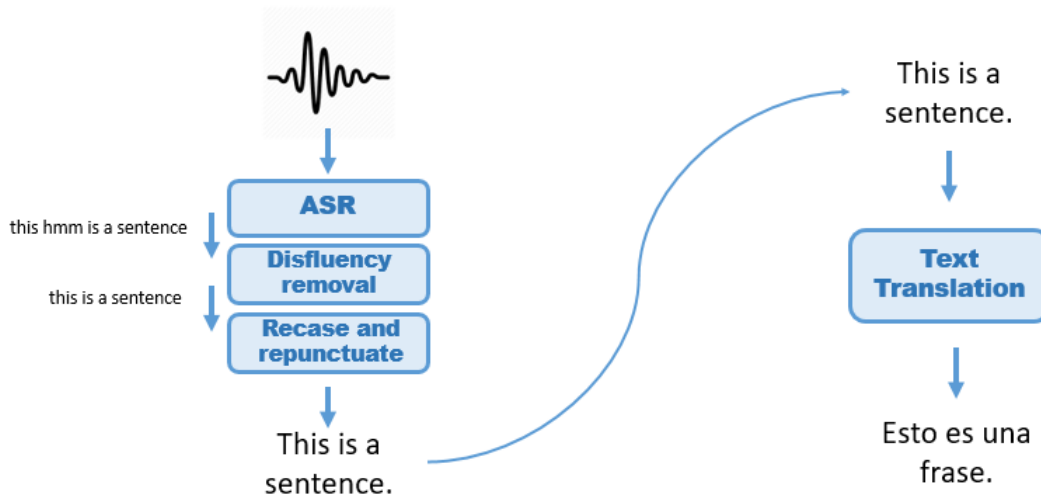 ASR
this hmm is a sentence
Disfluency
removal
this is a sentence
Recase and
repunctuate
This is a
sentence.
This is a
sentence.
Text
Translation
Esto es una
frase.